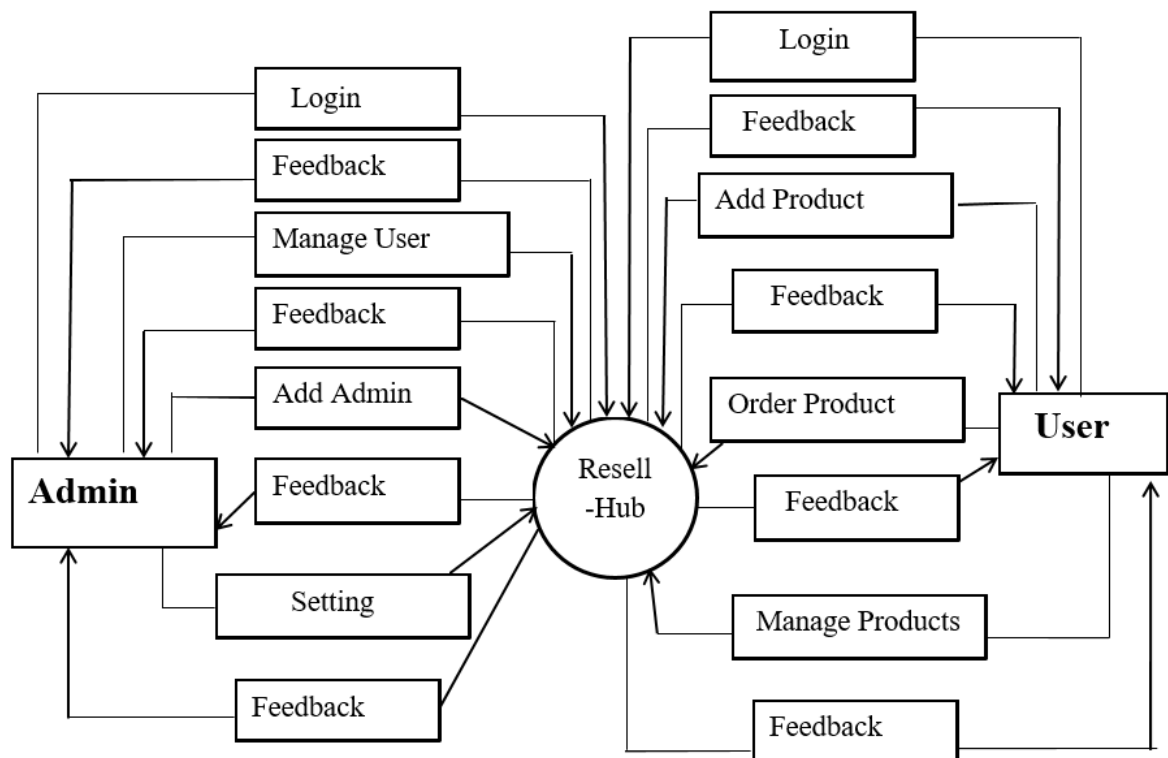 Login
Login
Feedback
Feedback
Add Product
Manage User
Feedback
Feedback
Add Admin
Order Product
User
Admin
Feedback
Resell
-Hub
Feedback
Setting
Manage Products
Feedback
Feedback